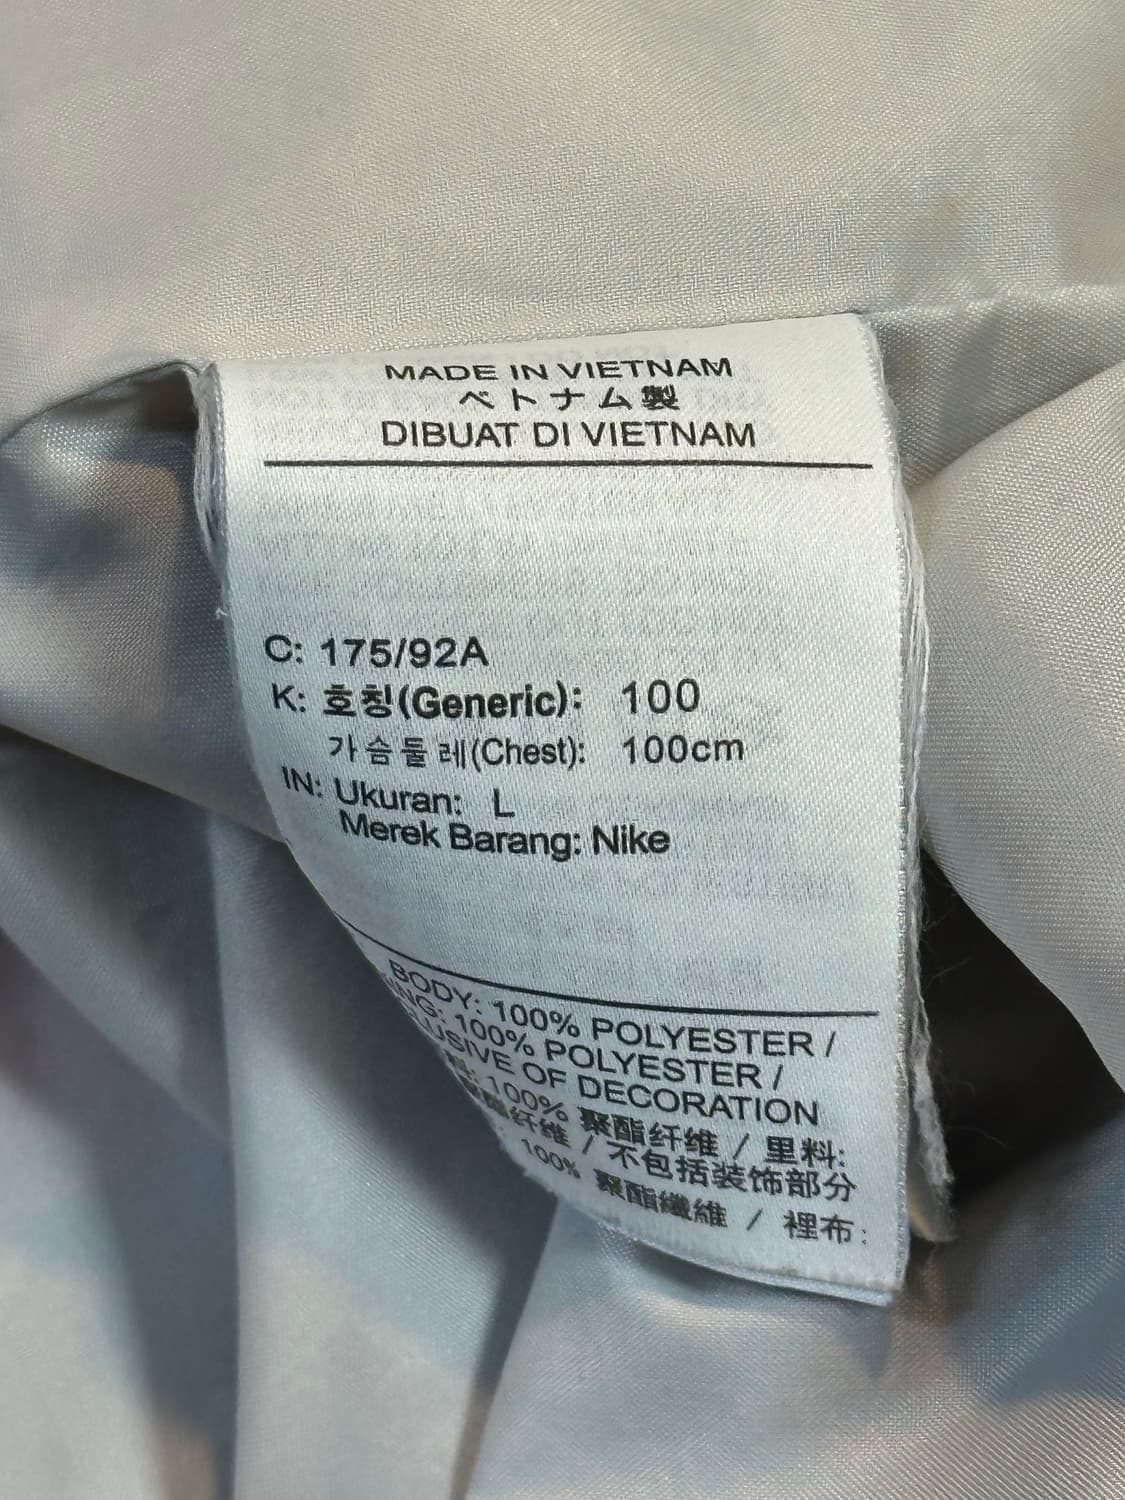 MADE IN VIETNAM
ベトナム製
DIBUAT DI VIETNAM
C: 175/92A
K: 호칭(Generic): 100
가슴둘레(Chest): 100cm
IN: Ukuran: L
Merek Barang: Nike
BODY: 100% POLYESTER /
100% POLYESTER /
OF DECORATION
100% 聚酯纤维 / 里料:
聚酯纤维 / 不包括装饰部分
100% 聚酯纖維 / 裡布: